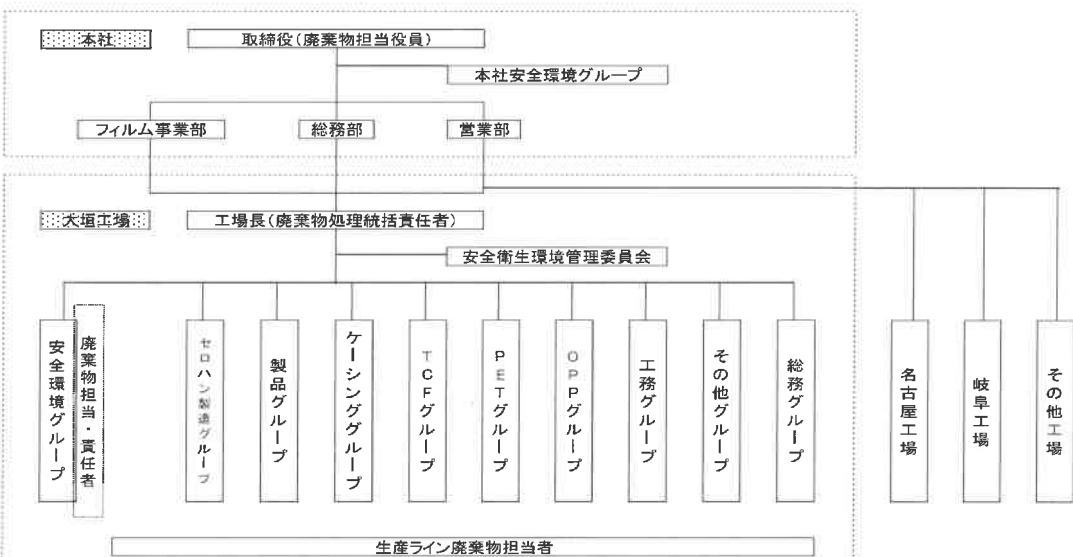 本社
取締役(廃棄物担当役員)
本社安全環境グループ
フィルム事業部
総務部
営業部
大垣工場
工場長(廃棄物処理統括責任者)
安全衛生環境管理委員会
安全環境グループ
廃棄物担当・責任者
セロハン製造グループ
製品グループ
ケーシンググループ
TCFグループ
PETグループ
OPPグループ
工務グループ
その他グループ
総務グループ
名古屋工場
岐阜工場
その他工場
生産ライン廃棄物担当者